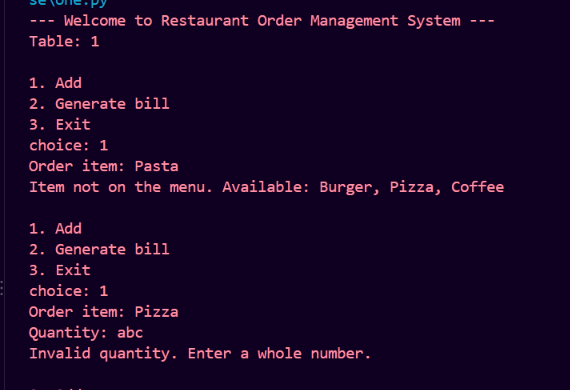 se\one.py
--- Welcome to Restaurant Order Management System ---
Table: 1
1. Add
2. Generate bill
3. Exit
choice: 1
Order item: Pasta
Item not on the menu. Available: Burger, Pizza, Coffee
1. Add
2. Generate bill
3. Exit
choice: 1
Order item: Pizza
Quantity: abc
Invalid quantity. Enter a whole number.